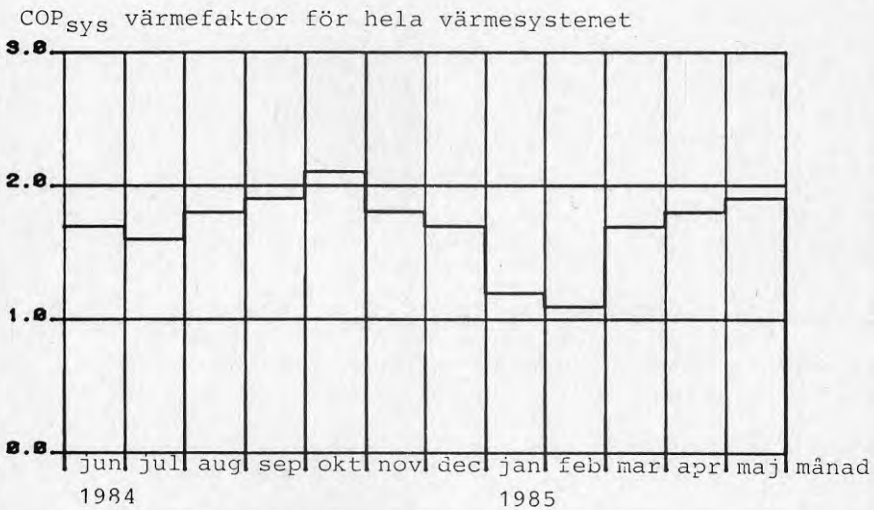 COPsys värmefaktor för hela värmesystemet
3.0
2.0
1.0
0.0
jun jul aug sep okt nov dec jan feb mar apr maj månad
1984 1985